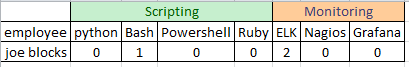 Scripting Monitoring
employee python Bash Powershell Ruby ELK Nagios Grafana
joe blocks 0 1 0 0 2 0 0